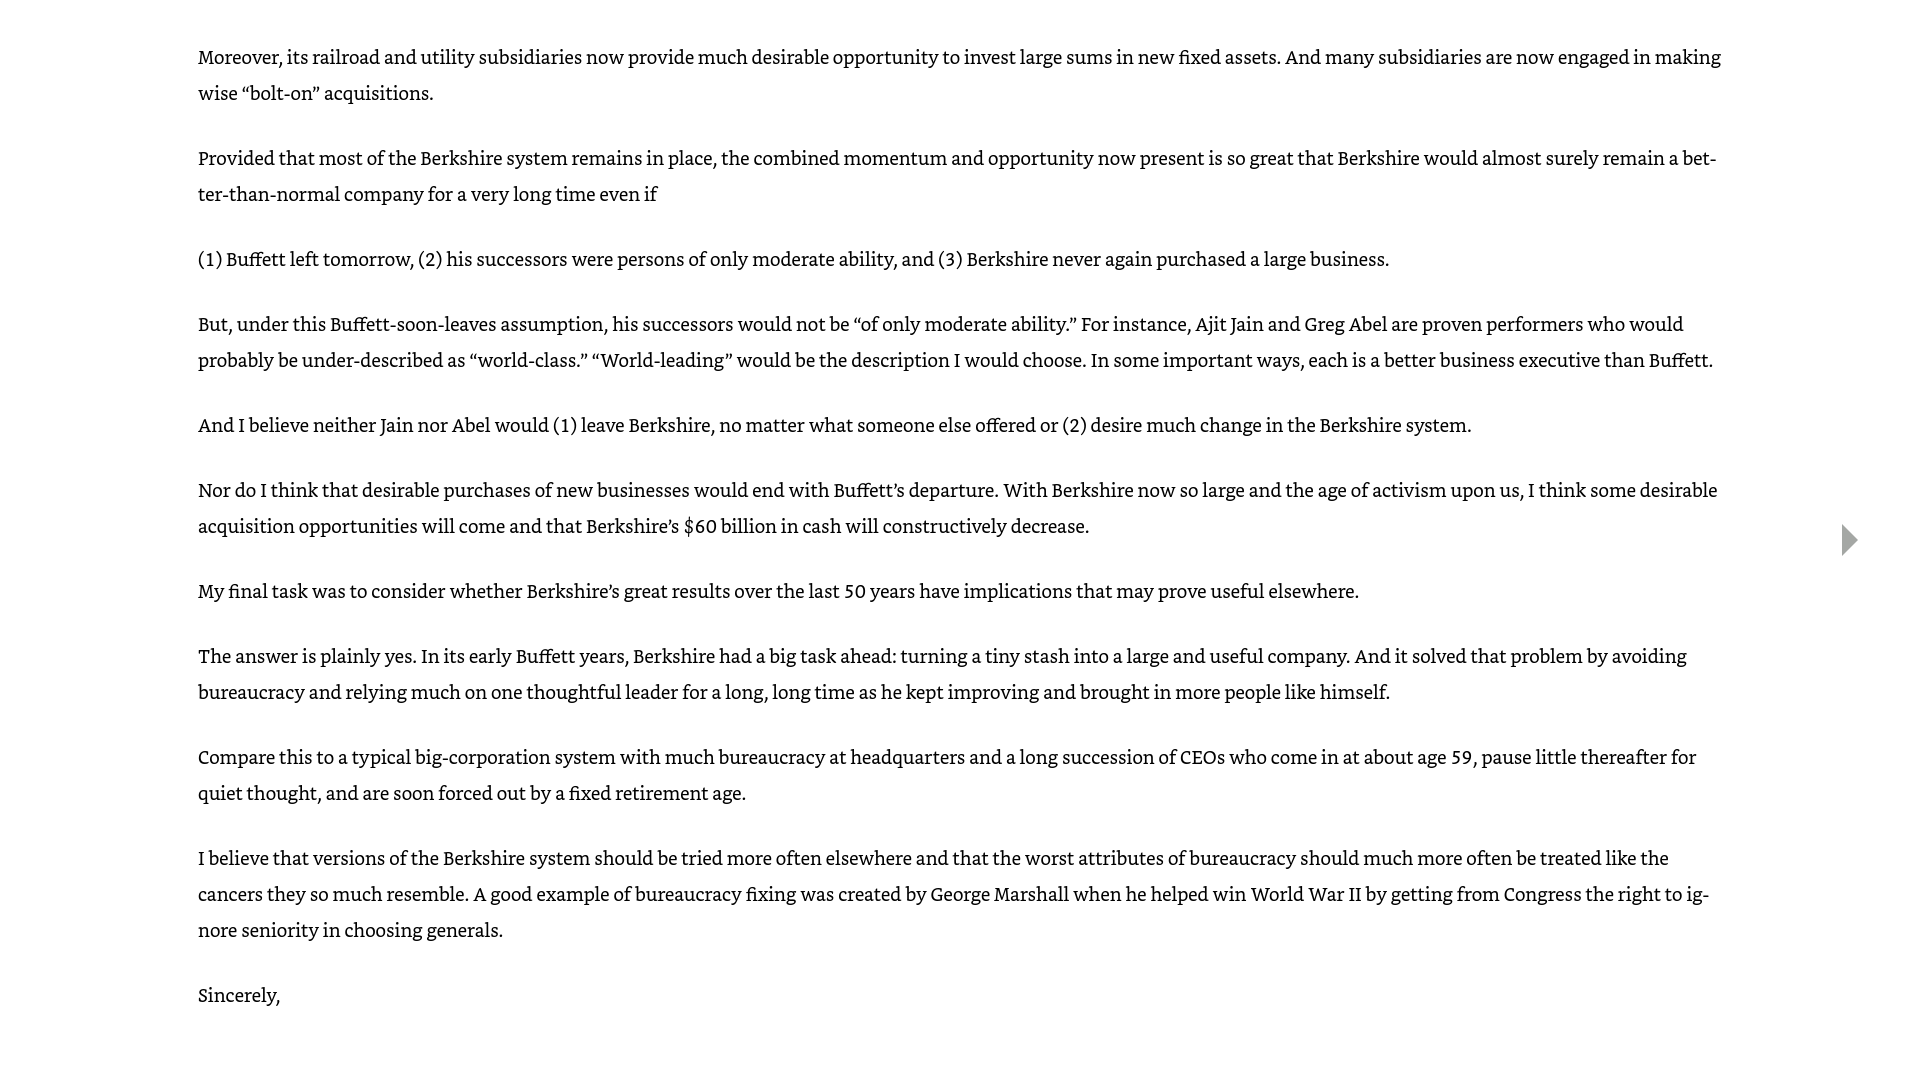 Moreover, its railroad and utility subsidiaries now provide much desirable opportunity to invest large sums in new fixed assets. And many subsidiaries are now engaged in making
wise “bolt-on” acquisitions.
Provided that most of the Berkshire system remains in place, the combined momentum and opportunity now present is so great that Berkshire would almost surely remain a bet-
ter-than-normal company for a very long time even if
(1) Buffett left tomorrow, (2) his successors were persons of only moderate ability, and (3) Berkshire never again purchased a large business.
But, under this Buffett-soon-leaves assumption, his successors would not be “of only moderate ability.” For instance, Ajit Jain and Greg Abel are proven performers who would
probably be under-described as “world-class.” “World-leading” would be the description I would choose. In some important ways, each is a better business executive than Buffett.
And I believe neither Jain nor Abel would (1) leave Berkshire, no matter what someone else offered or (2) desire much change in the Berkshire system.
Nor do I think that desirable purchases of new businesses would end with Buffett’s departure. With Berkshire now so large and the age of activism upon us, I think some desirable
acquisition opportunities will come and that Berkshire’s $60 billion in cash will constructively decrease.
My final task was to consider whether Berkshire’s great results over the last 50 years have implications that may prove useful elsewhere.
The answer is plainly yes. In its early Buffett years, Berkshire had a big task ahead: turning a tiny stash into a large and useful company. And it solved that problem by avoiding
bureaucracy and relying much on one thoughtful leader for a long, long time as he kept improving and brought in more people like himself.
Compare this to a typical big-corporation system with much bureaucracy at headquarters and a long succession of CEOs who come in at about age 59, pause little thereafter for
quiet thought, and are soon forced out by a fixed retirement age.
I believe that versions of the Berkshire system should be tried more often elsewhere and that the worst attributes of bureaucracy should much more often be treated like the
cancers they so much resemble. A good example of bureaucracy fixing was created by George Marshall when he helped win World War II by getting from Congress the right to ig-
nore seniority in choosing generals.
Sincerely,